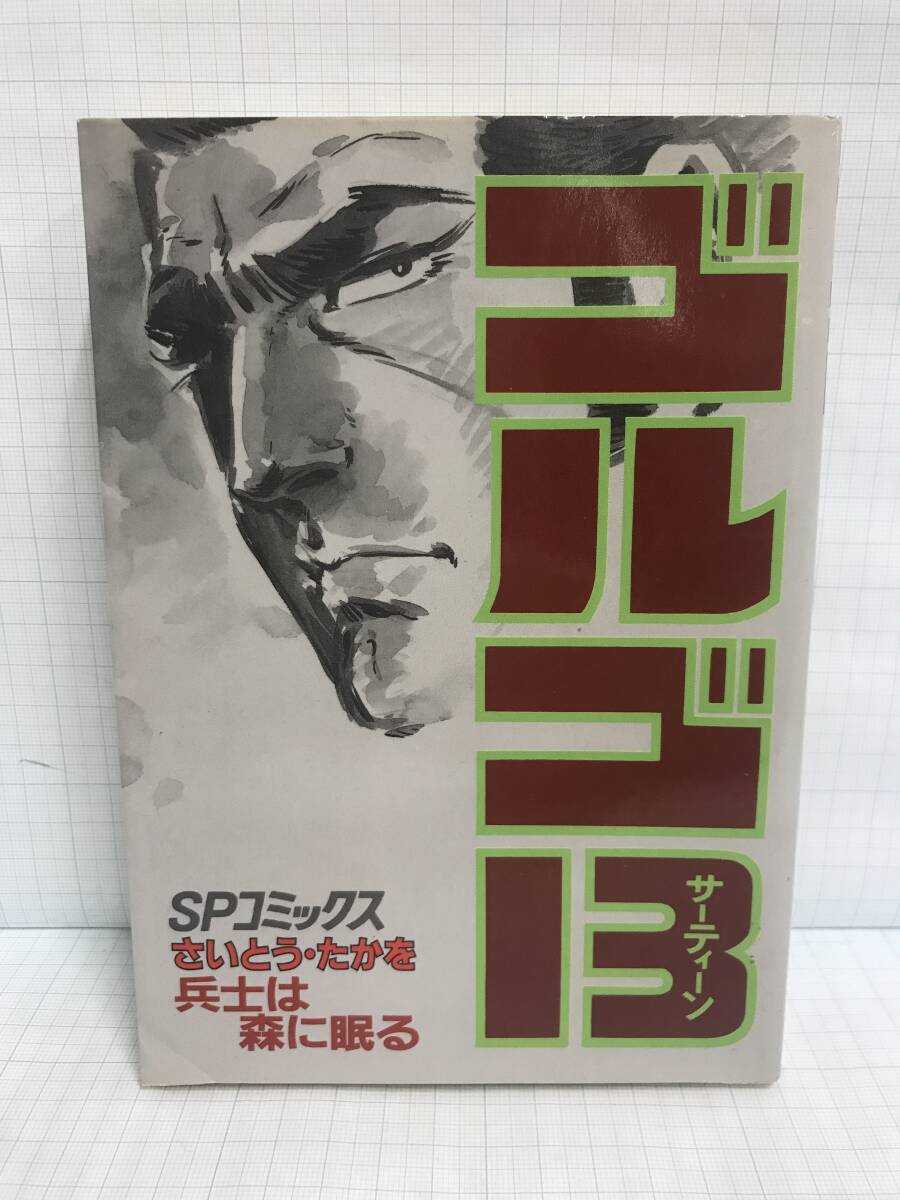 ゴルゴ13
サーティーン
SPコミックス
さいとう・たかを
兵士は
森に眠る